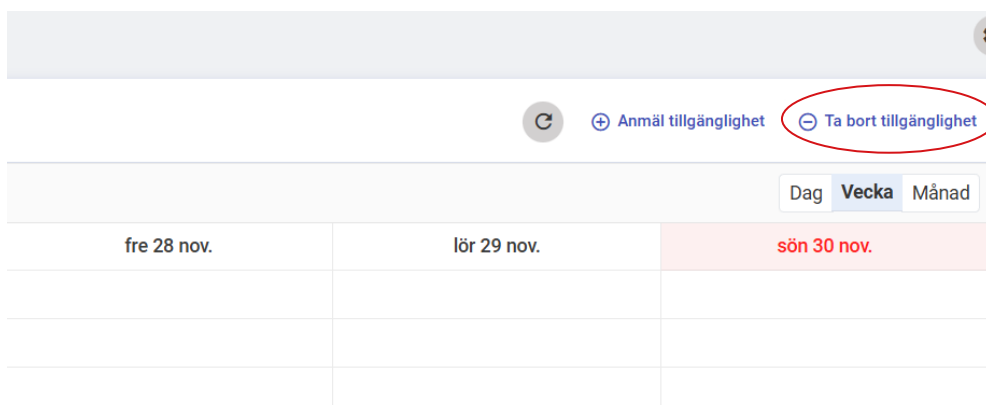 Anmäl tillgänglighet Ta bort tillgänglighet
Dag Vecka Månad
fre 28 nov. lör 29 nov. sön 30 nov.